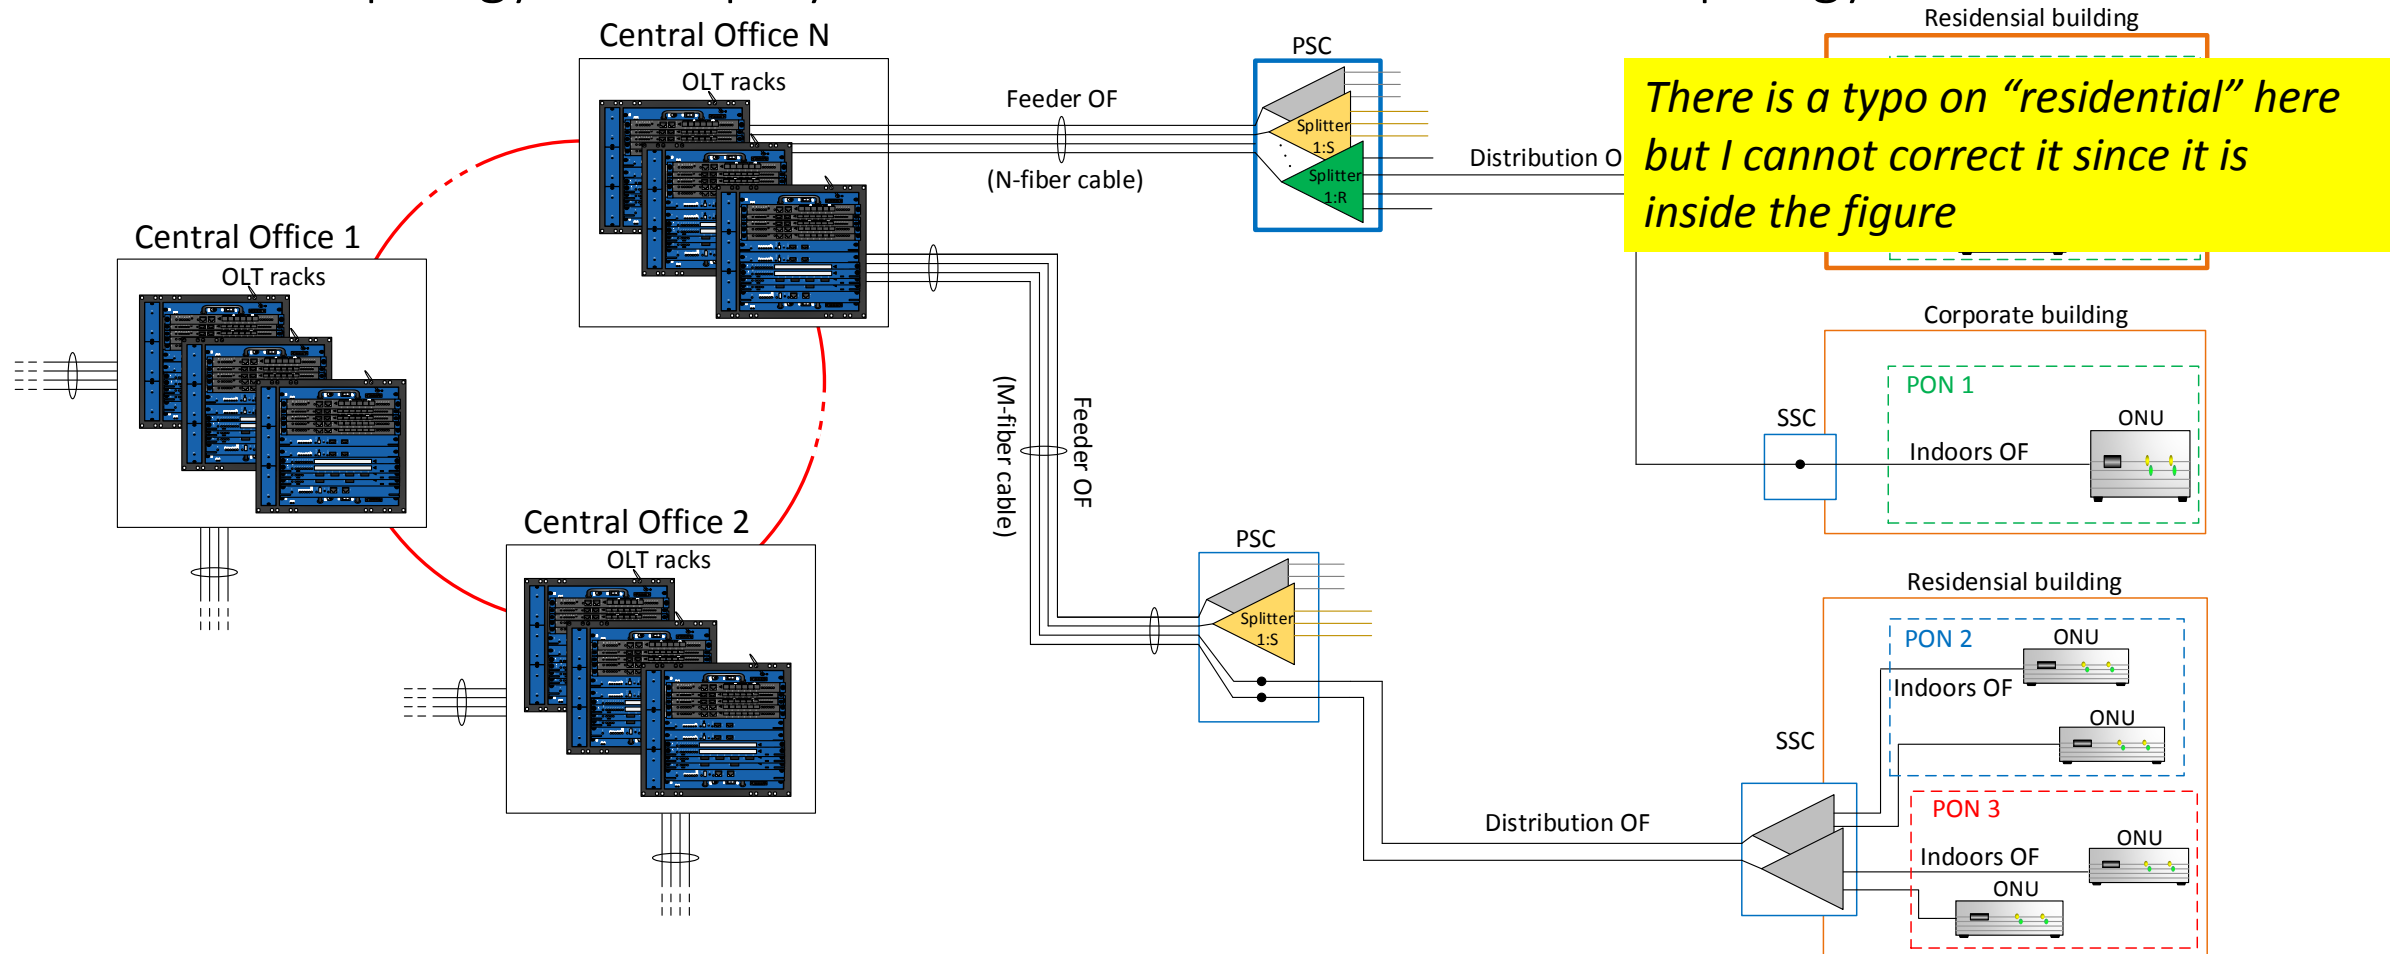 Residensial building
Central Office N
PSC
OLT racks
Feeder OF
There is a typo on “residential” here
but I cannot correct it since it is
inside the figure
Splitter
1:S
Distribution O
Splitter
1:R
(N-fiber cable)
Central Office 1
OLT racks
Corporate building
PON 1
SSC
ONU
Indoors OF
Feeder OF
(M-fiber cable)
Central Office 2
OLT racks
PSC
Splitter
1:S
Residensial building
PON 2
ONU
Indoors OF
ONU
SSC
PON 3
Distribution OF
ONU
Indoors OF
ONU